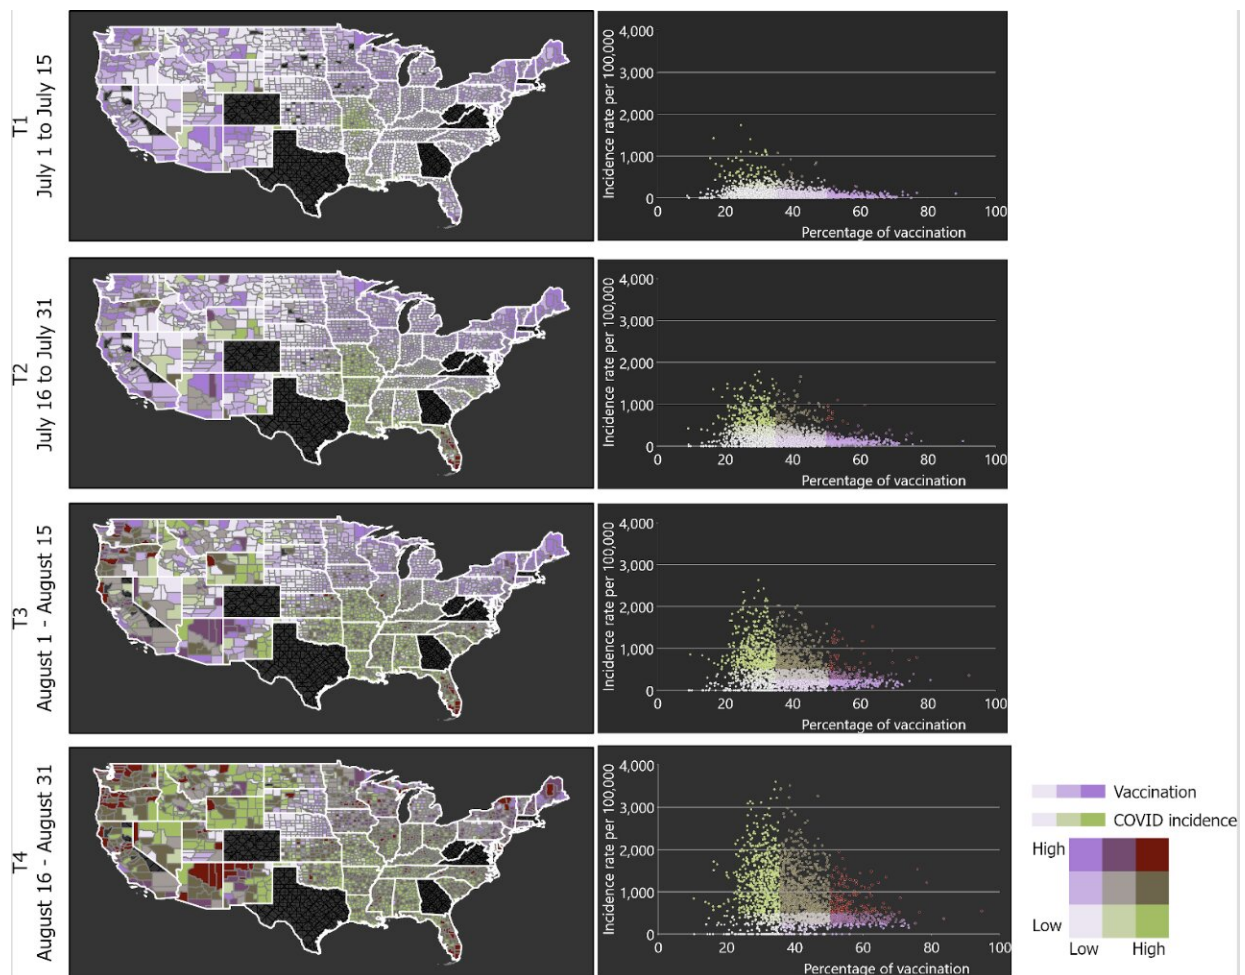 T1
July 1 to July 15
Incidence rate per 100,000
4,000
3,000
2,000
1,000
0
0 20 40 60 80 100
Percentage of vaccination
T2
July 16 to July 31
Incidence rate per 100,000
4,000
3,000
2,000
1,000
0
0 20 40 60 80 100
Percentage of vaccination
T3
August 1 - August 15
Incidence rate per 100,000
4,000
3,000
2,000
1,000
0
0 20 40 60 80 100
Percentage of vaccination
T4
August 16 - August 31
Incidence rate per 100,000
4,000
3,000
2,000
1,000
0
0 20 40 60 80 100
Percentage of vaccination
Vaccination
COVID incidence
High
Low
Low High